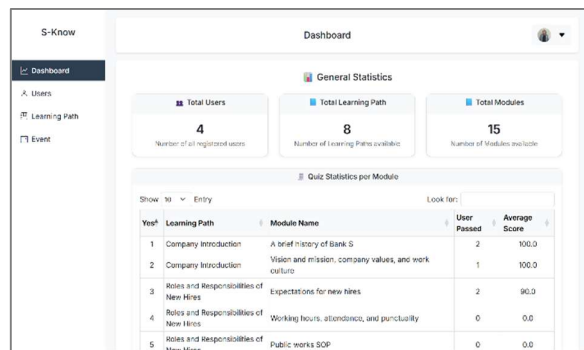 S-Know
Dashboard
Dashboard
Users
Learning Path
Event
General Statistics
Total Users
4
Number of all registered users
Total Learning Path
8
Number of Learning Paths available
Total Modules
15
Number of Modules available
Quiz Statistics per Module
Show 10 Entry
Look for:
Yes Learning Path Module Name User Passed Average Score
1 Company Introduction A brief history of Bank S 2 100.0
2 Company Introduction Vision and mission, company values, and work culture 1 100.0
3 Roles and Responsibilities of New Hires Expectations for new hires 2 90.0
4 Roles and Responsibilities of New Hires Working hours, attendance, and punctuality 0 0.0
5 Roles and Responsibilities of New Hires Public works SOP 0 0.0